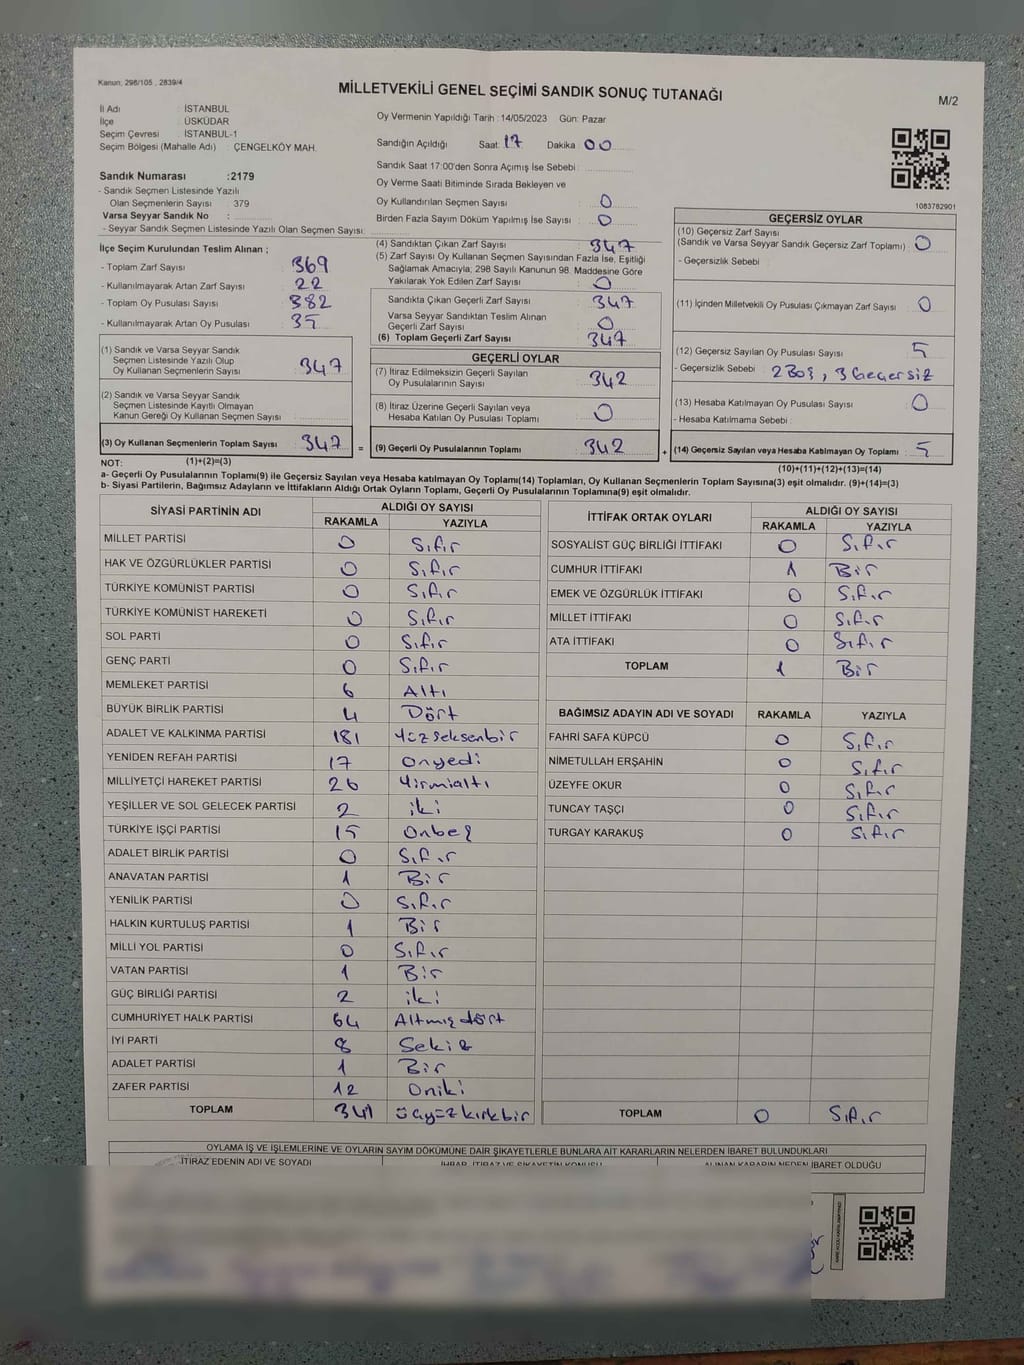 Kanun, 298/105 , 2839/4
MİLLETVEKİLİ GENEL SEÇİMİ SANDIK SONUÇ TUTANAĞI
M/2
İl Adı : İSTANBUL
İlçe : ÜSKÜDAR
Seçim Çevresi : İSTANBUL-1
Seçim Bölgesi (Mahalle Adı) : ÇENGELKÖY MAH.
Oy Vermenin Yapıldığı Tarih : 14/05/2023 Gün: Pazar
Sandığın Açıldığı Saat: 17 Dakika : 00
Sandık Saat 17:00'den Sonra Açımış İse Sebebi :
Oy Verme Saati Bitiminde Sırada Bekleyen ve
Oy Kullandırılan Seçmen Sayısı : 0
Birden Fazla Sayım Döküm Yapılmış İse Sayısı : 0
Sandık Numarası :2179
- Sandık Seçmen Listesinde Yazılı
Olan Seçmenlerin Sayısı : 379
Varsa Seyyar Sandık No :
- Seyyar Sandık Seçmen Listesinde Yazılı Olan Seçmen Sayısı:
1083782901
İlçe Seçim Kurulundan Teslim Alınan ;
- Toplam Zarf Sayısı : 369
- Kullanılmayarak Artan Zarf Sayısı : 22
- Toplam Oy Pusulası Sayısı : 382
- Kullanılmayarak Artan Oy Pusulası : 35
(1) Sandık ve Varsa Seyyar Sandık
Seçmen Listesinde Yazılı Olup
Oy Kullanan Seçmenlerin Sayısı : 347
(2) Sandık ve Varsa Seyyar Sandık
Seçmen Listesinde Kayıtlı Olmayan
Kanun Gereği Oy Kullanan Seçmen Sayısı :
(3) Oy Kullanan Seçmenlerin Toplam Sayısı : 347
(4) Sandıktan Çıkan Zarf Sayısı : 347
(5) Zarf Sayısı Oy Kullanan Seçmen Sayısından Fazla İse, Eşitliği
Sağlamak Amacıyla; 298 Sayılı Kanunun 98. Maddesine Göre
Yakılarak Yok Edilen Zarf Sayısı : 0
Sandıkta Çıkan Geçerli Zarf Sayısı : 347
Varsa Seyyar Sandıktan Teslim Alınan
Geçerli Zarf Sayısı : 0
(6) Toplam Geçerli Zarf Sayısı : 347
GEÇERLİ OYLAR
(7) İtiraz Edilmeksizin Geçerli Sayılan
Oy Pusulalarının Sayısı : 342
(8) İtiraz Üzerine Geçerli Sayılan veya
Hesaba Katılan Oy Pusulası Toplamı : 0
= (9) Geçerli Oy Pusulalarının Toplamı : 342
GEÇERSİZ OYLAR
(10) Geçersiz Zarf Sayısı
(Sandık ve Varsa Seyyar Sandık Geçersiz Zarf Toplamı) : 0
- Geçersizlik Sebebi :
(11) İçinden Milletvekili Oy Pusulası Çıkmayan Zarf Sayısı : 0
(12) Geçersiz Sayılan Oy Pusulası Sayısı : 5
- Geçersizlik Sebebi : 2 Boş , 3 Geçersiz
(13) Hesaba Katılmayan Oy Pusulası Sayısı : 0
- Hesaba Katılmama Sebebi :
+ (14) Geçersiz Sayılan veya Hesaba Katılmayan Oy Toplamı : 5
NOT: (1)+(2)=(3)
(10)+(11)+(12)+(13)=(14)
a- Geçerli Oy Pusulalarının Toplamı(9) ile Geçersiz Sayılan veya Hesaba katılmayan Oy Toplamı(14) Toplamları, Oy Kullanan Seçmenlerin Toplam Sayısına(3) eşit olmalıdır. (9)+(14)=(3)
b- Siyasi Partilerin, Bağımsız Adayların ve İttifakların Aldığı Ortak Oyların Toplamı, Geçerli Oy Pusulalarının Toplamına(9) eşit olmalıdır.
SİYASİ PARTİNİN ADI ALDIĞI OY SAYISI
RAKAMLA YAZIYLA
MİLLET PARTİSİ 0 Sıfır
HAK VE ÖZGÜRLÜKLER PARTİSİ 0 Sıfır
TÜRKİYE KOMÜNİST PARTİSİ 0 Sıfır
TÜRKİYE KOMÜNİST HAREKETİ 0 Sıfır
SOL PARTİ 0 Sıfır
GENÇ PARTİ 0 Sıfır
MEMLEKET PARTİSİ 6 Altı
BÜYÜK BİRLİK PARTİSİ 4 Dört
ADALET VE KALKINMA PARTİSİ 181 Yüzseksenbir
YENİDEN REFAH PARTİSİ 17 Onyedi
MİLLİYETÇİ HAREKET PARTİSİ 26 Yirmialtı
YEŞİLLER VE SOL GELECEK PARTİSİ 2 iki
TÜRKİYE İŞÇİ PARTİSİ 15 Onbeş
ADALET BİRLİK PARTİSİ 0 Sıfır
ANAVATAN PARTİSİ 1 Bir
YENİLİK PARTİSİ 0 Sıfır
HALKIN KURTULUŞ PARTİSİ 1 Bir
MİLLİ YOL PARTİSİ 0 Sıfır
VATAN PARTİSİ 1 Bir
GÜÇ BİRLİĞİ PARTİSİ 2 iki
CUMHURİYET HALK PARTİSİ 64 Altmışdört
İYİ PARTİ 8 Sekiz
ADALET PARTİSİ 1 Bir
ZAFER PARTİSİ 12 Oniki
TOPLAM 341 üçyüzkırkbir
İTTİFAK ORTAK OYLARI ALDIĞI OY SAYISI
RAKAMLA YAZIYLA
SOSYALİST GÜÇ BİRLİĞİ İTTİFAKI 0 Sıfır
CUMHUR İTTİFAKI 1 Bir
EMEK VE ÖZGÜRLÜK İTTİFAKI 0 Sıfır
MİLLET İTTİFAKI 0 Sıfır
ATA İTTİFAKI 0 Sıfır
TOPLAM 1 Bir
BAĞIMSIZ ADAYIN ADI VE SOYADI RAKAMLA YAZIYLA
FAHRİ SAFA KÜPCÜ 0 Sıfır
NİMETULLAH ERŞAHİN 0 Sıfır
ÜZEYFE OKUR 0 Sıfır
TUNCAY TAŞÇI 0 Sıfır
TURGAY KARAKUŞ 0 Sıfır
TOPLAM 0 Sıfır
OYLAMA İŞ VE İŞLEMLERİNE VE OYLARIN SAYIM DÖKÜMÜNE DAİR ŞİKAYETLERLE BUNLARA AİT KARARLARIN NELERDEN İBARET BULUNDUKLARI
İTİRAZ EDENİN ADI VE SOYADI İHBAR, İTİRAZ VE ŞİKAYETİN KONUSU ALINAN KARARIN NEDEN İBARET OLDUĞU